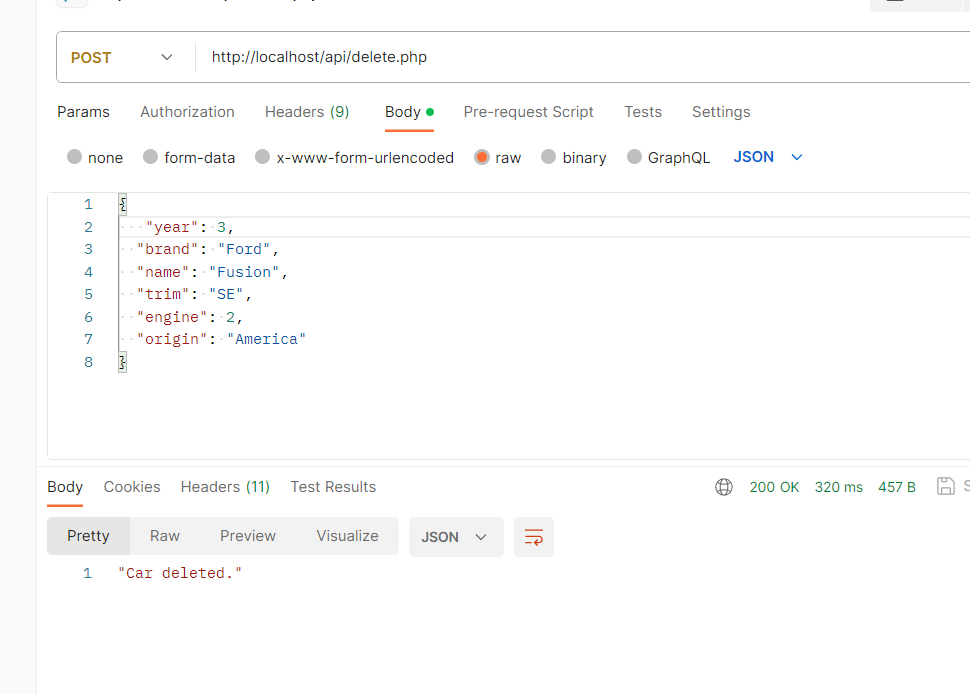 POST http://localhost/api/delete.php
Params Authorization Headers (9) Body Pre-request Script Tests Settings
none form-data x-www-form-urlencoded raw binary GraphQL JSON
1 {
2 "year": 3,
3 "brand": "Ford",
4 "name": "Fusion",
5 "trim": "SE",
6 "engine": 2,
7 "origin": "America"
8 }
Body Cookies Headers (11) Test Results 200 OK 320 ms 457 B
Pretty Raw Preview Visualize JSON
1 "Car deleted."